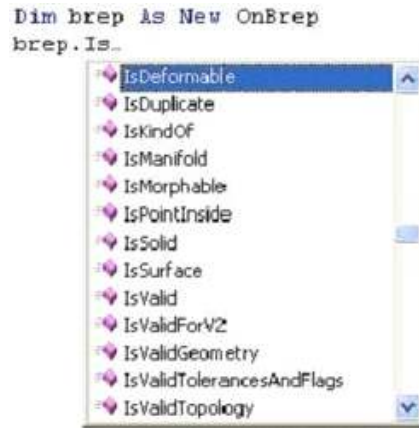 Dim brep As New OnBrep
brep.Is_
IsDeformable
IsDuplicate
IsKindOf
IsManifold
IsMorphable
IsPointInside
IsSolid
IsSurface
IsValid
IsValidForV2
IsValidGeometry
IsValidTolerancesAndFlags
IsValidTopology